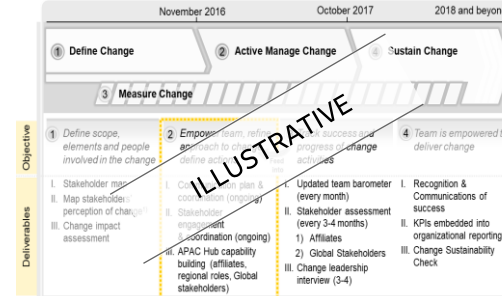 November 2016
October 2017
2018 and beyon
1 Define Change
2 Active Manage Change
4 Sustain Change
3 Measure Change
Objective
1 Define scope,
elements and people
involved in the change
2 Empower team, refine
approach to change
define action
success and
progress of change
activities
4 Team is empowered t
deliver change
ILLUSTRATIVE
Deliverables
I. Stakeholder map
II. Map stakeholders
perception of change
III. Change impact
assessment
plan &
coordination (ongoing)
II. Stakeholder
engagement
& coordination (ongoing)
III. APAC Hub capability
building (affiliates,
regional roles, Global
stakeholders)
I. Updated team barometer
(every month)
II. Stakeholder assessment
(every 3-4 months)
1) Affiliates
2) Global Stakeholders
III. Change leadership
interview (3-4)
I. Recognition &
Communications of
success
II. KPIs embedded into
organizational reporting
III. Change Sustainability
Check